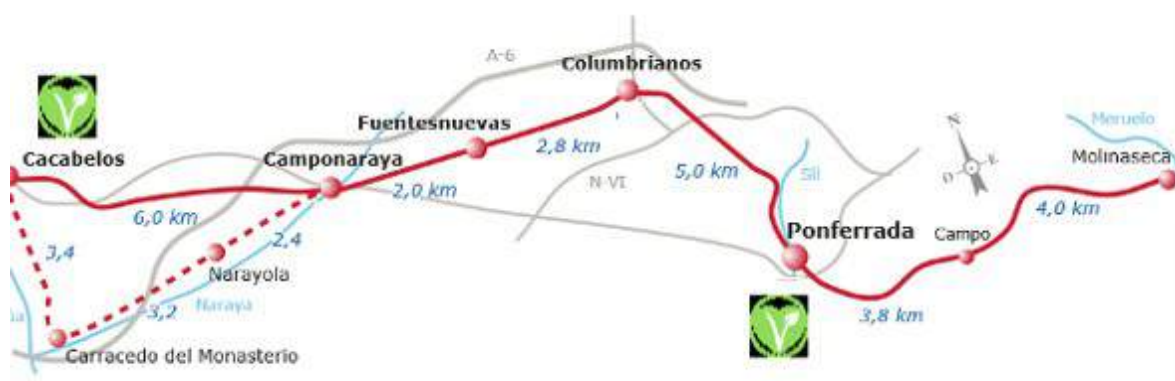 A-6
Columbrianos
Fuentesnuevas
2,8 km
Cacabelos
Camponaraya
2,0 km
6,0 km
N-VI
5,0 km
Sil
N
E
O
Meruelo
Molinaseca
4,0 km
Ponferrada
Campo
3,8 km
3,4
2,4
Narayola
Naraya
3,2
Carracedo del Monasterio